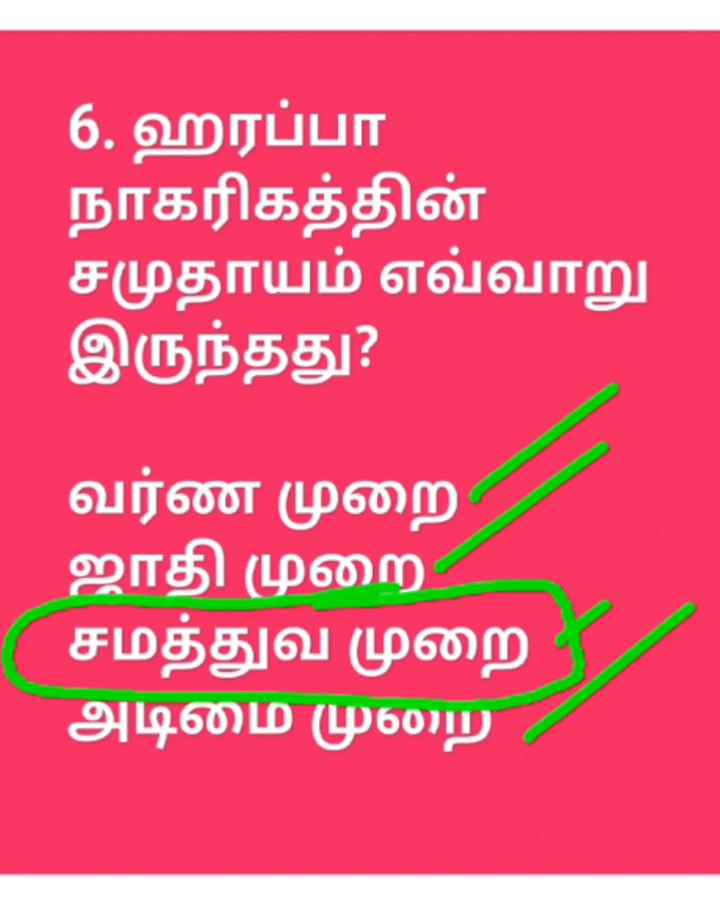 6. ஹரப்பா
நாகரிகத்தின்
சமுதாயம் எவ்வாறு
இருந்தது?
வர்ண முறை
ஜாதி முறை
சமத்துவ முறை
அடிமை முறை